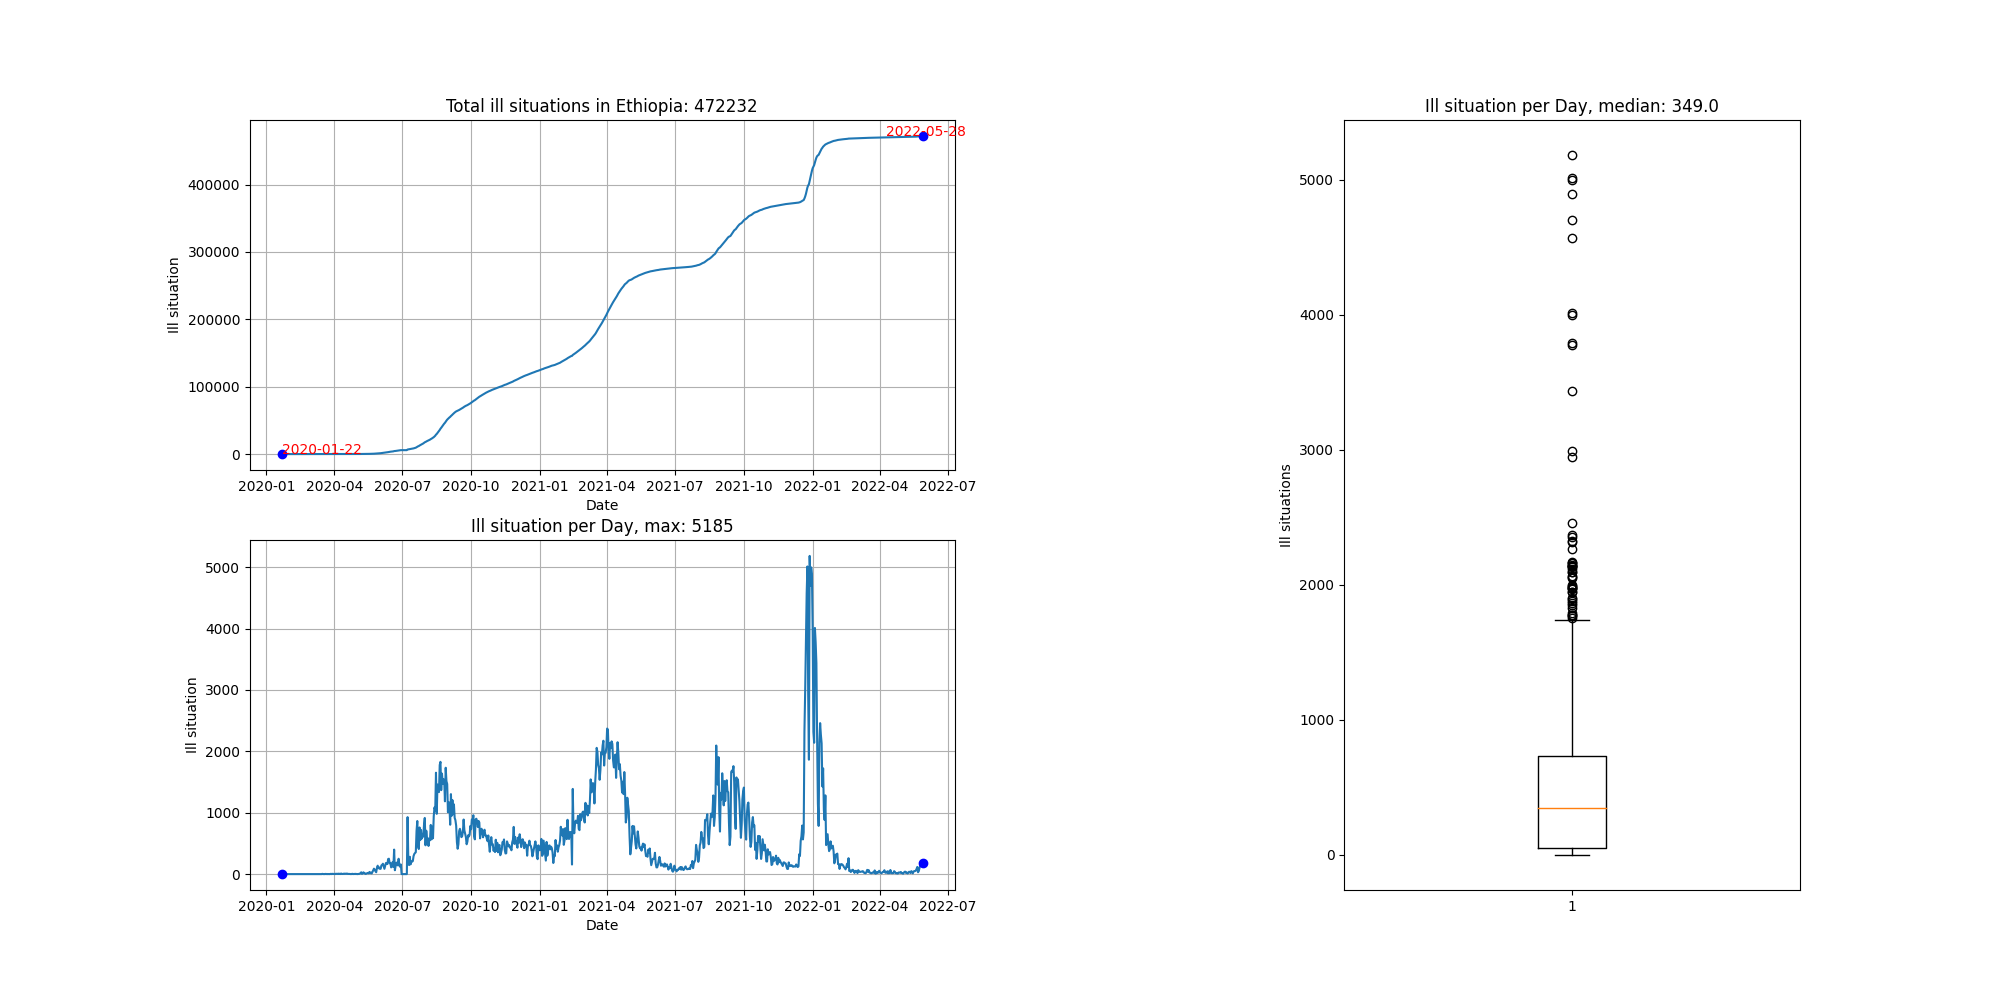 Total ill situations in Ethiopia: 472232
2022-05-28
400000
300000
200000
100000
0
Ill situation
2020-01-22
2020-01 2020-04 2020-07 2020-10 2021-01 2021-04 2021-07 2021-10 2022-01 2022-04 2022-07
Date
Ill situation per Day, max: 5185
5000
4000
3000
2000
1000
0
Ill situation
2020-01 2020-04 2020-07 2020-10 2021-01 2021-04 2021-07 2021-10 2022-01 2022-04 2022-07
Date
Ill situation per Day, median: 349.0
5000
4000
3000
2000
1000
0
Ill situations
1